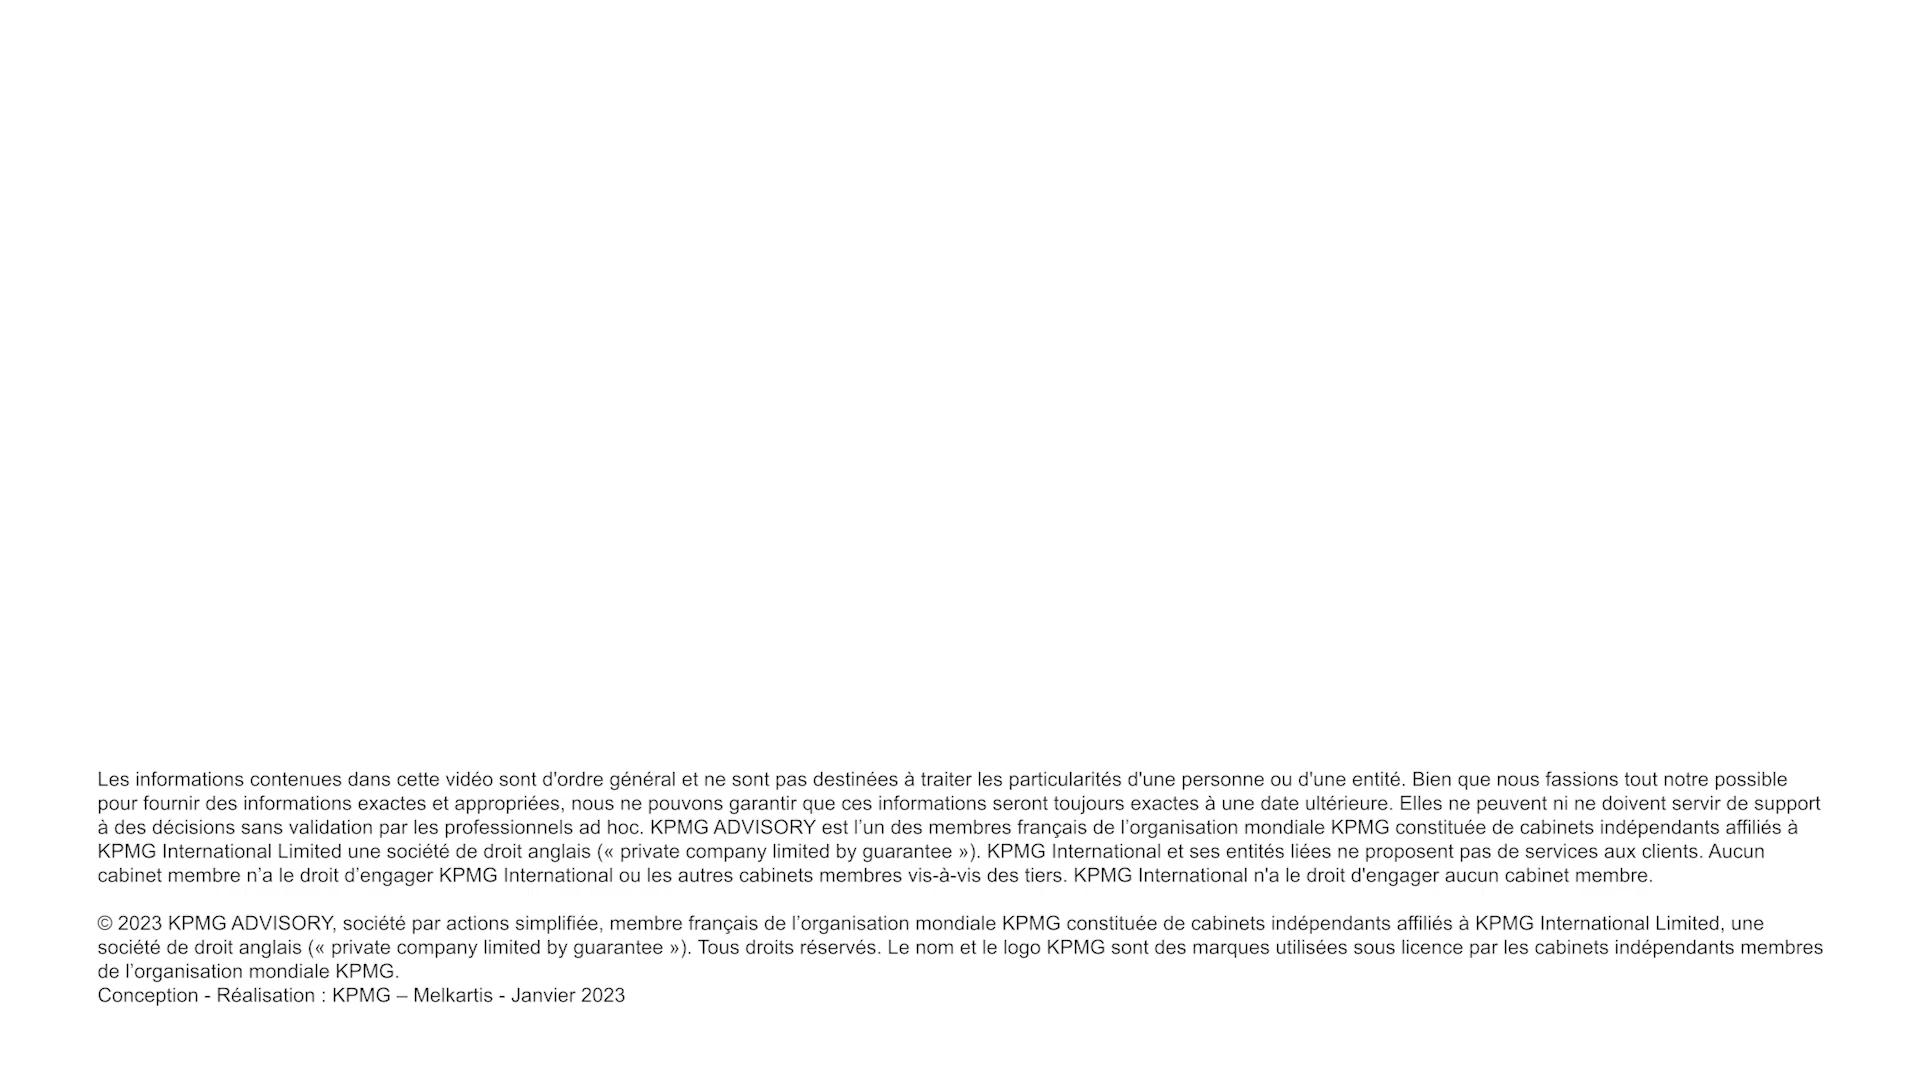 Les informations contenues dans cette vidéo sont d'ordre général et ne sont pas destinées à traiter les particularités d'une personne ou d'une entité. Bien que nous fassions tout notre possible
pour fournir des informations exactes et appropriées, nous ne pouvons garantir que ces informations seront toujours exactes à une date ultérieure. Elles ne peuvent ni ne doivent servir de support
à des décisions sans validation par les professionnels ad hoc. KPMG ADVISORY est l’un des membres français de l’organisation mondiale KPMG constituée de cabinets indépendants affiliés à
KPMG International Limited une société de droit anglais (« private company limited by guarantee »). KPMG International et ses entités liées ne proposent pas de services aux clients. Aucun
cabinet membre n’a le droit d’engager KPMG International ou les autres cabinets membres vis-à-vis des tiers. KPMG International n'a le droit d'engager aucun cabinet membre.
© 2023 KPMG ADVISORY, société par actions simplifiée, membre français de l’organisation mondiale KPMG constituée de cabinets indépendants affiliés à KPMG International Limited, une
société de droit anglais (« private company limited by guarantee »). Tous droits réservés. Le nom et le logo KPMG sont des marques utilisées sous licence par les cabinets indépendants membres
de l’organisation mondiale KPMG.
Conception - Réalisation : KPMG – Melkartis - Janvier 2023